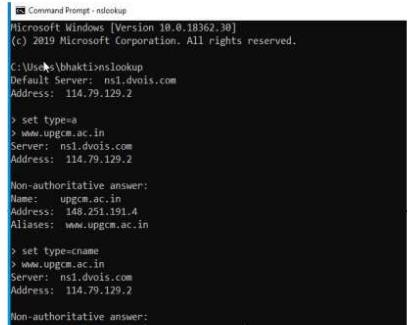 Command Prompt - nslookup
Microsoft Windows [Version 10.0.18362.30]
(c) 2019 Microsoft Corporation. All rights reserved.
C:\Users\bhakti>nslookup
Default Server: ns1.dvois.com
Address: 114.79.129.2
> set type=a
> www.upgcm.ac.in
Server: ns1.dvois.com
Address: 114.79.129.2
Non-authoritative answer:
Name: upgcm.ac.in
Address: 148.251.191.4
Aliases: www.upgcm.ac.in
> set type=cname
> www.upgcm.ac.in
Server: ns1.dvois.com
Address: 114.79.129.2
Non-authoritative answer: